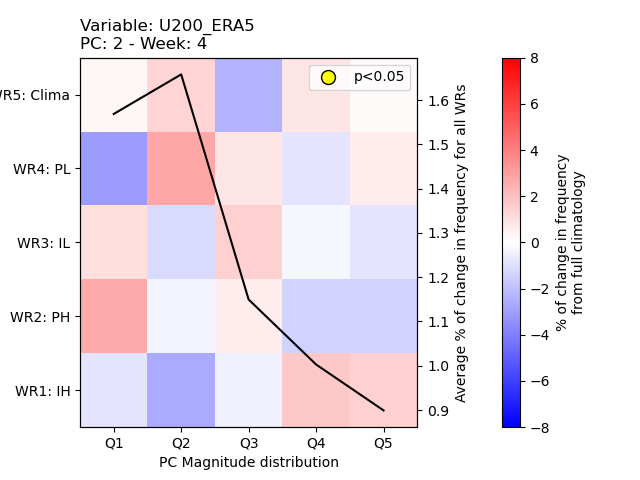 Variable: U200_ERA5
PC: 2 - Week: 4
p<0.05
WR5: Clima
WR4: PL
WR3: IL
WR2: PH
WR1: IH
Q1 Q2 Q3 Q4 Q5
PC Magnitude distribution
1.6
1.5
1.4
1.3
1.2
1.1
1.0
0.9
Average % of change in frequency for all WRs
8
6
4
2
0
−2
−4
−6
−8
% of change in frequency
from full climatology